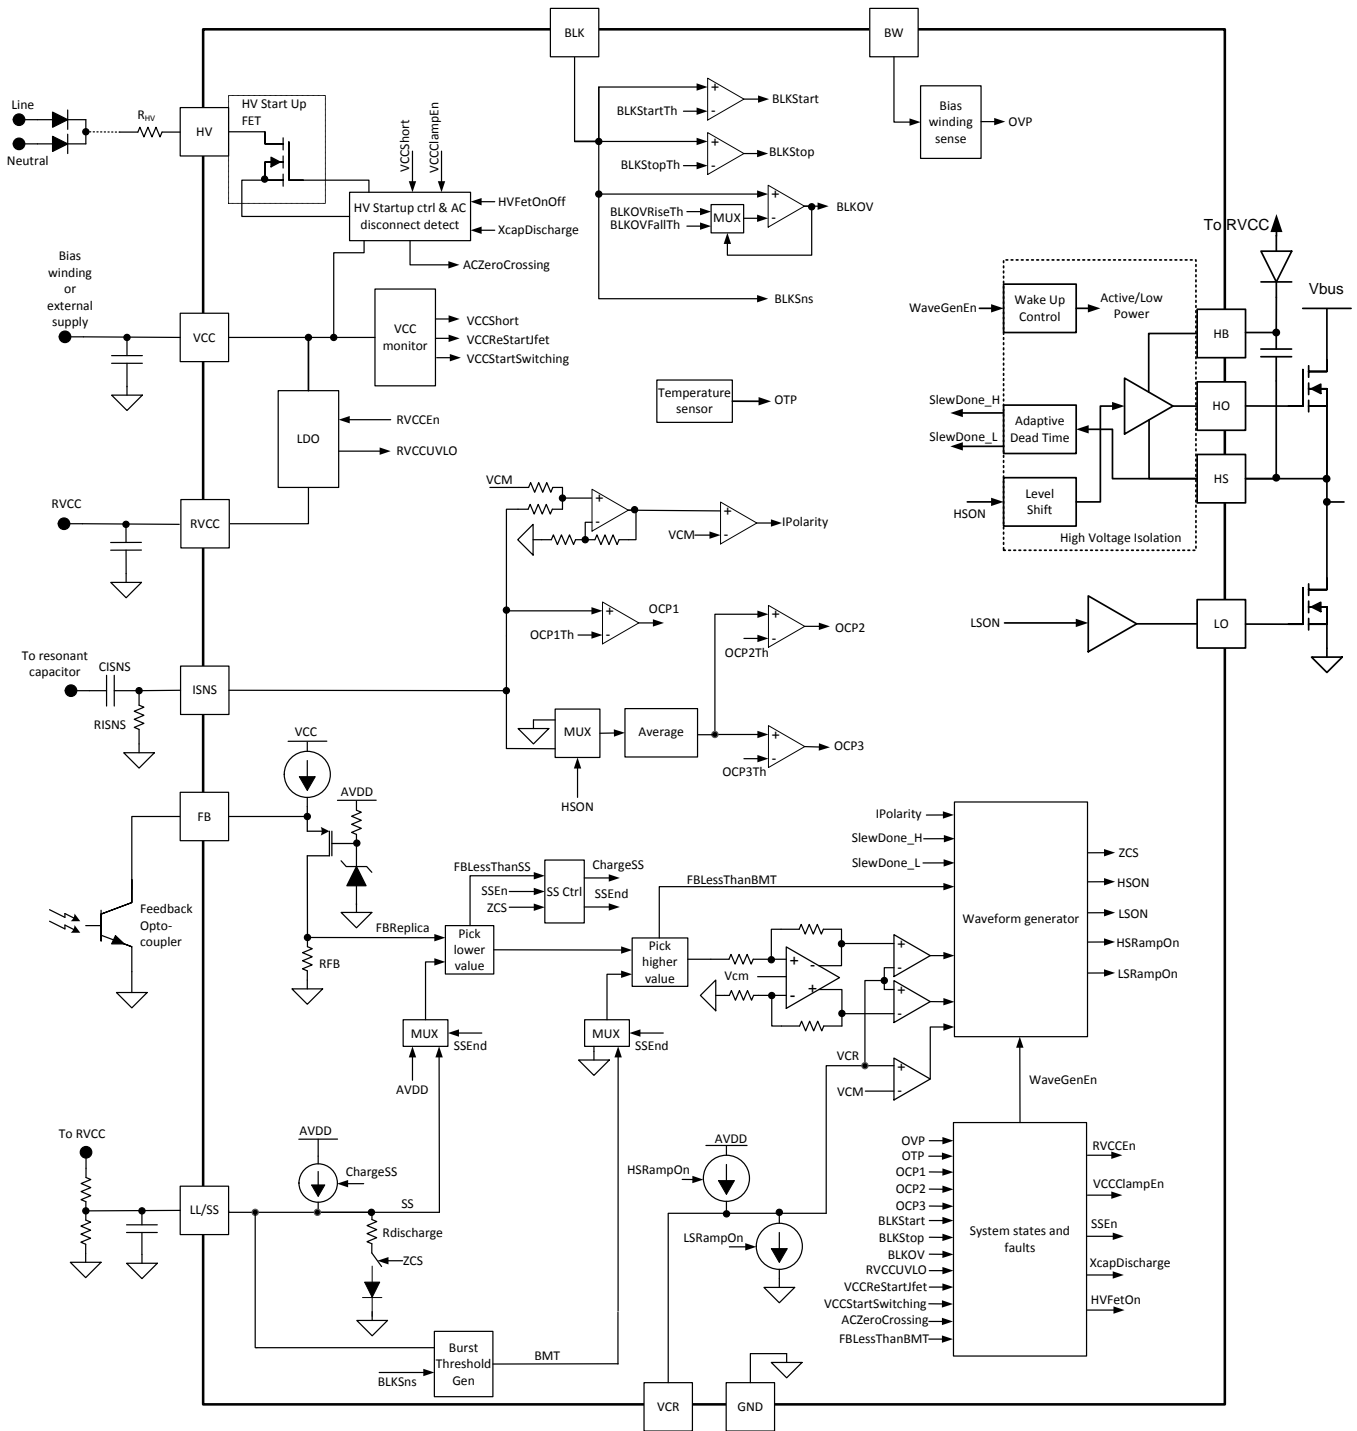 BLK
BW
Line
Neutral
RHV
HV
HV Start Up
FET
VCCShort
VCCClampEn
HV Startup ctrl & AC
disconnect detect
HVFetOnOff
XcapDischarge
ACZeroCrossing
BLKStartTh
BLKStart
BLKStopTh
BLKStop
BLKOVRiseTh
BLKOVFallTh
MUX
BLKOV
BLKSns
Bias
winding
sense
OVP
To RVCC
Vbus
Bias
winding
or
external
supply
VCC
VCC
monitor
VCCShort
VCCReStartJfet
VCCStartSwitching
LDO
RVCCEn
RVCCUVLO
Temperature
sensor
OTP
WaveGenEn
Wake Up
Control
Active/Low
Power
SlewDone_H
SlewDone_L
Adaptive
Dead Time
HSON
Level
Shift
High Voltage Isolation
HB
HO
HS
RVCC
RVCC
VCM
VCM
IPolarity
OCP1Th
OCP1
OCP2Th
OCP2
LSON
LO
To resonant
capacitor
CISNS
RISNS
ISNS
MUX
HSON
Average
OCP3Th
OCP3
VCC
AVDD
FB
Feedback
Opto-
coupler
RFB
FBReplica
FBLessThanSS
SSEn
ZCS
SS Ctrl
ChargeSS
SSEnd
Pick
lower
value
MUX
SSEnd
AVDD
FBLessThanBMT
Pick
higher
value
MUX
SSEnd
Vcm
VCR
VCM
IPolarity
SlewDone_H
SlewDone_L
Waveform generator
ZCS
HSON
LSON
HSRampOn
LSRampOn
WaveGenEn
To RVCC
LL/SS
AVDD
ChargeSS
SS
Rdischarge
ZCS
BLKSns
Burst
Threshold
Gen
BMT
AVDD
HSRampOn
LSRampOn
VCR
GND
OVP
OTP
OCP1
OCP2
OCP3
BLKStart
BLKStop
BLKOV
RVCCUVLO
VCCReStartJfet
VCCStartSwitching
ACZeroCrossing
FBLessThanBMT
System states and
faults
RVCCEn
VCCClampEn
SSEn
XcapDischarge
HVFetOn